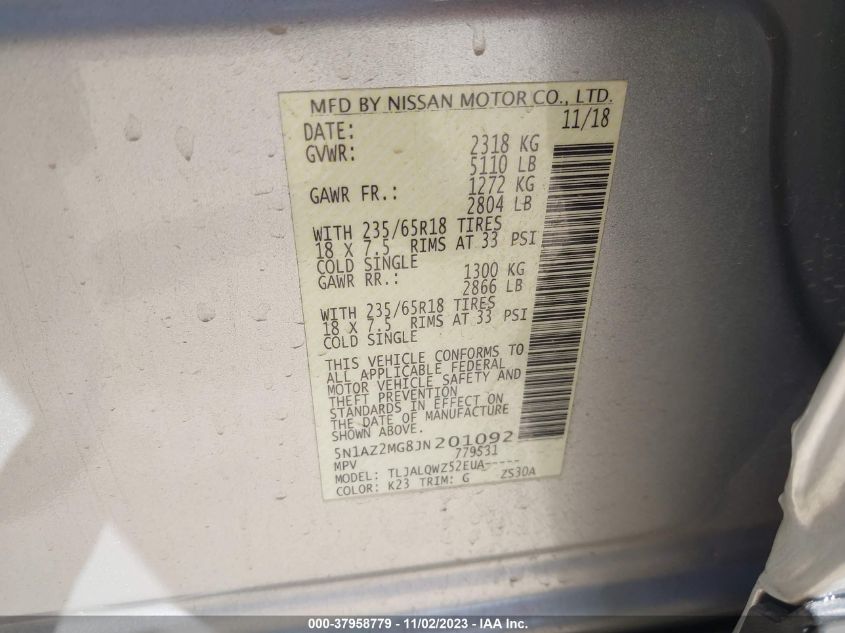 MFD BY NISSAN MOTOR CO., LTD.
DATE: 11/18
GVWR: 2318 KG
5110 LB
GAWR FR.: 1272 KG
2804 LB
WITH 235/65R18 TIRES
18 X 7.5 RIMS AT 33 PSI
COLD SINGLE
GAWR RR.: 1300 KG
2866 LB
WITH 235/65R18 TIRES
18 X 7.5 RIMS AT 33 PSI
COLD SINGLE
THIS VEHICLE CONFORMS TO
ALL APPLICABLE FEDERAL
MOTOR VEHICLE SAFETY AND
THEFT PREVENTION
STANDARDS IN EFFECT ON
THE DATE OF MANUFACTURE
SHOWN ABOVE.
5N1AZ2MG8JN201092
MPV 779531
MODEL: TLJALQWZ52EUA-----
COLOR: K23 TRIM: G ZS30A
000-37958779 - 11/02/2023 - IAA Inc.